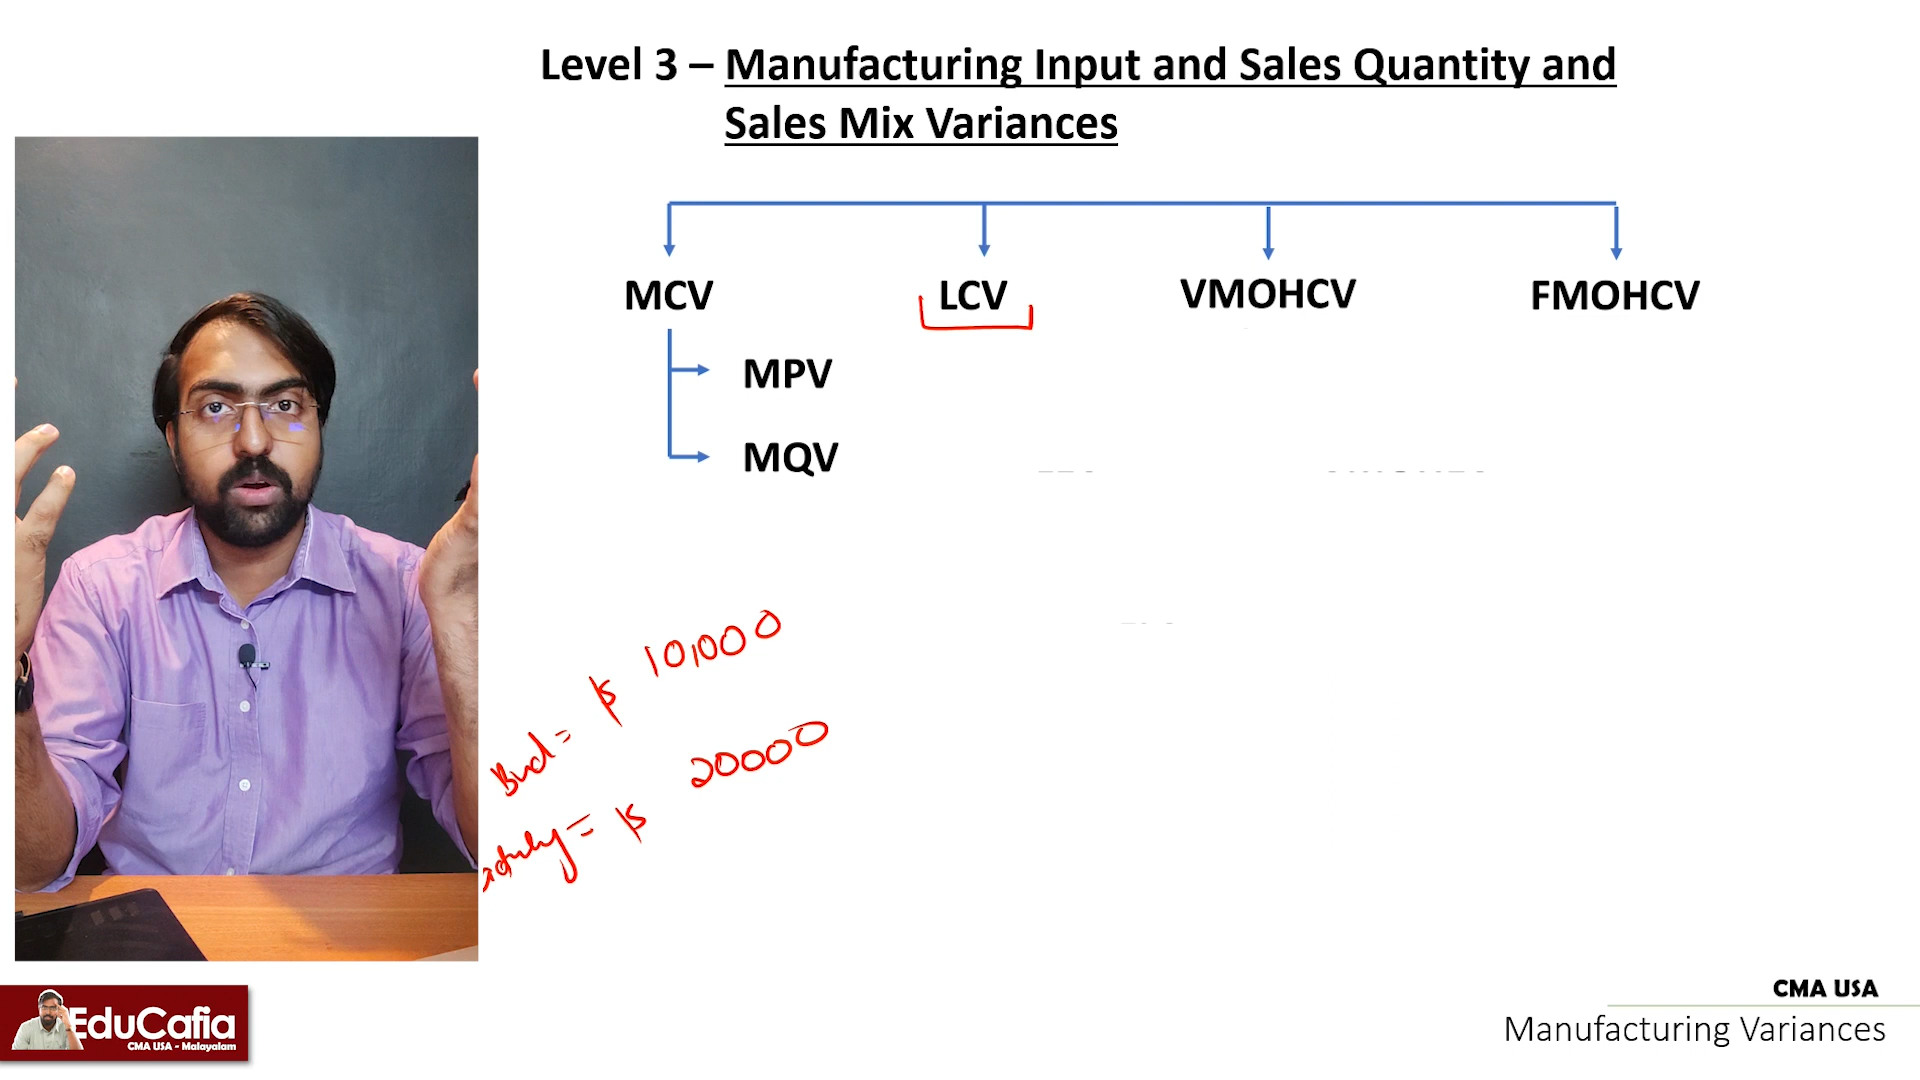 Level 3 – Manufacturing Input and Sales Quantity and
Sales Mix Variances
MCV
LCV
VMOHCV
FMOHCV
MPV
MQV
Bud = $ 10,000
= $ 20000
EduCafia
CMA USA - Malayalam
CMA USA
Manufacturing Variances